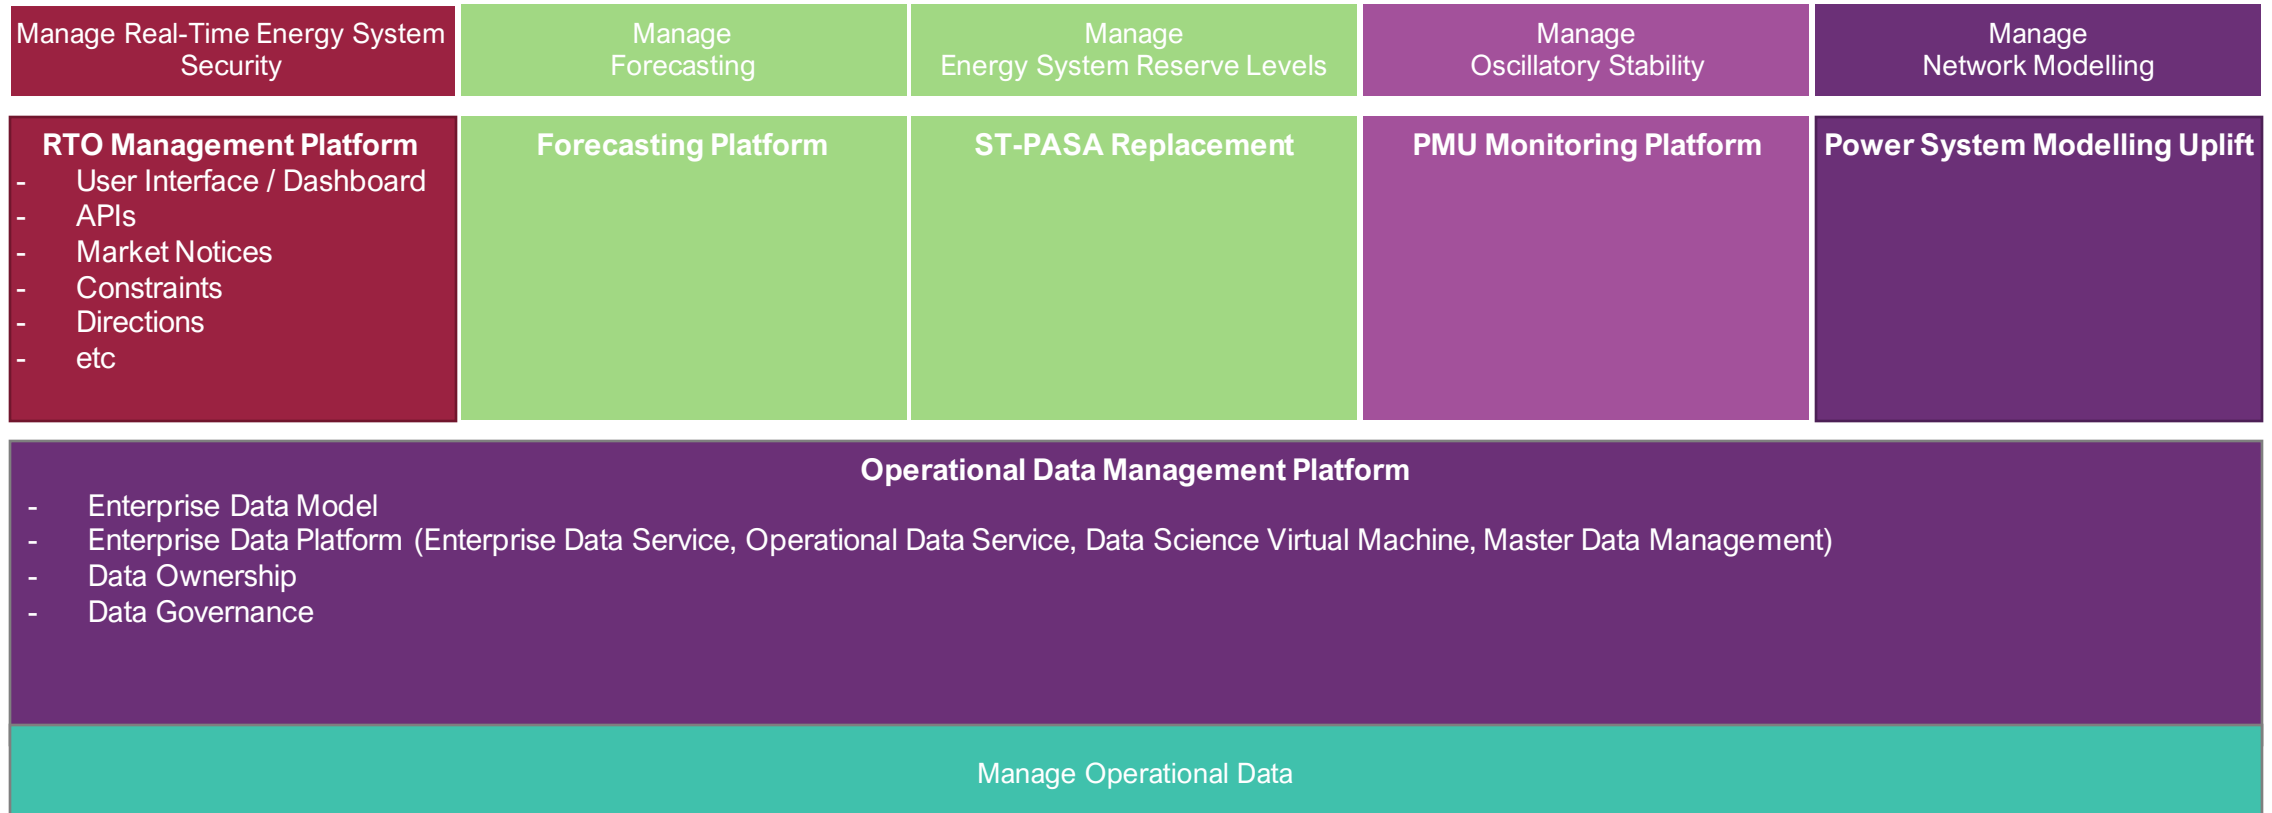 Manage Real-Time Energy System
Security
Manage
Forecasting
Manage
Energy System Reserve Levels
Manage
Oscillatory Stability
Manage
Network Modelling
RTO Management Platform
- User Interface / Dashboard
- APIs
- Market Notices
- Constraints
- Directions
- etc
Forecasting Platform
ST-PASA Replacement
PMU Monitoring Platform
Power System Modelling Uplift
Operational Data Management Platform
- Enterprise Data Model
- Enterprise Data Platform (Enterprise Data Service, Operational Data Service, Data Science Virtual Machine, Master Data Management)
- Data Ownership
- Data Governance
Manage Operational Data